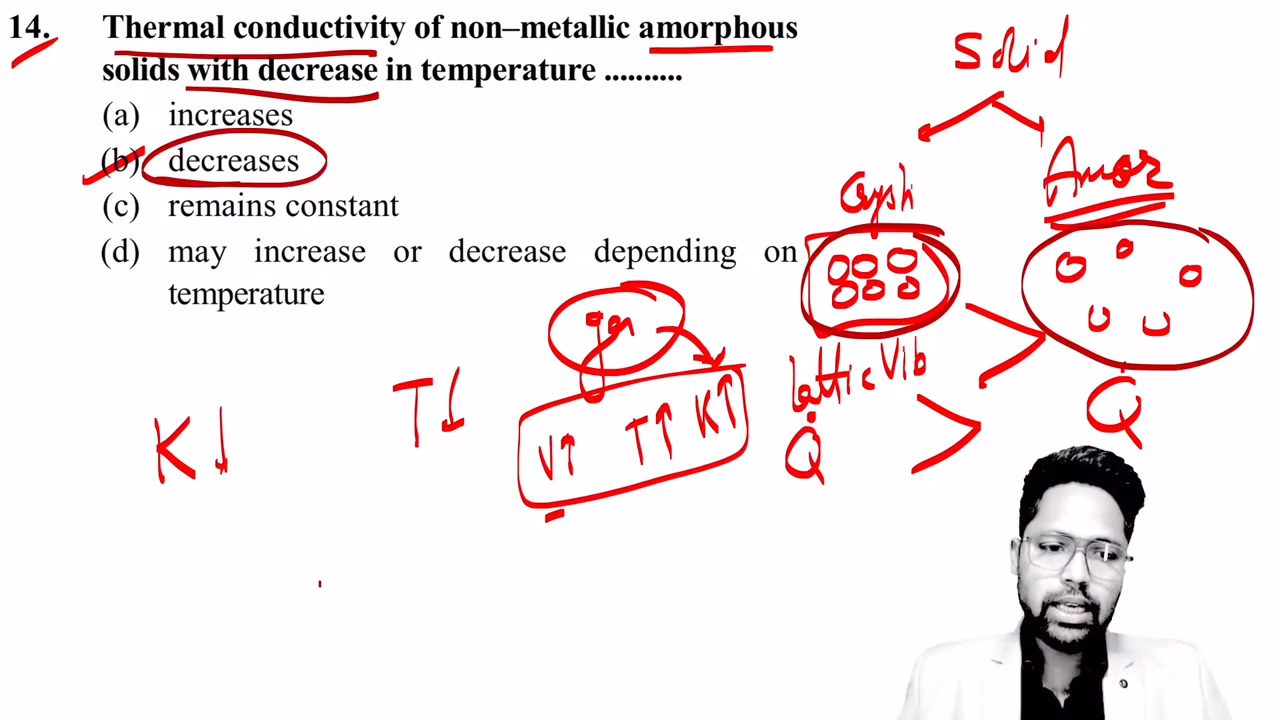 14. Thermal conductivity of non–metallic amorphous
solids with decrease in temperature ..........
(a) increases
(b) decreases
(c) remains constant
(d) may increase or decrease depending on
temperature
Solid
Amor
Lattic Vib
Q
Q
V↑ T↑ K↑
T↓
K↓